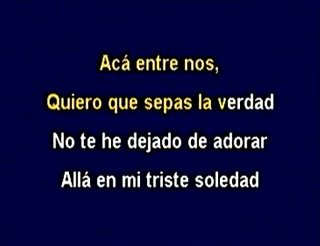 Acá entre nos,
Quiero que sepas la verdad
No te he dejado de adorar
Allá en mi triste soledad